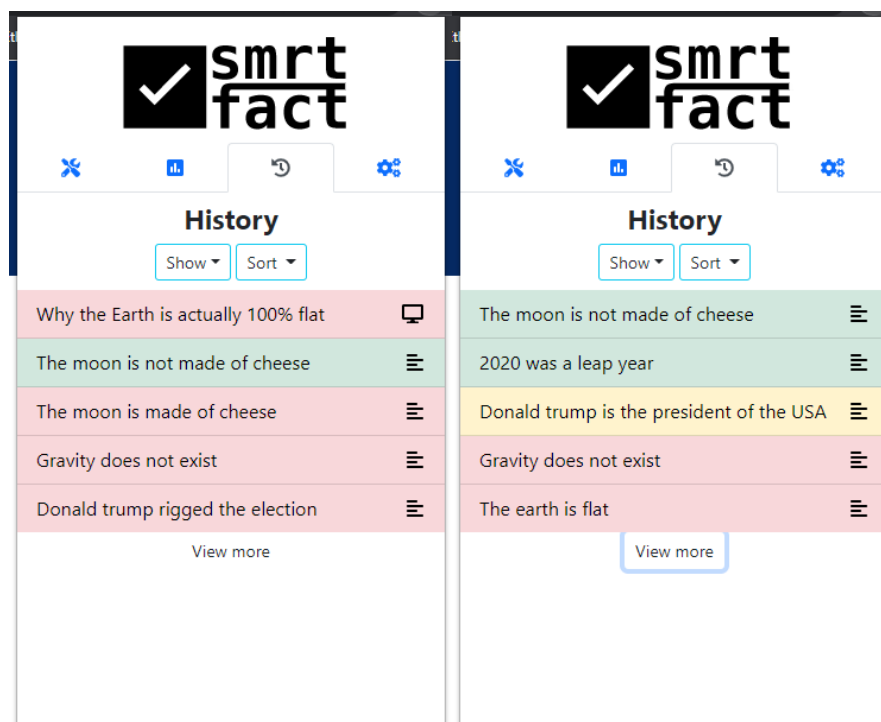 smrt
fact
History
Show
Sort
Why the Earth is actually 100% flat
The moon is not made of cheese
The moon is made of cheese
Gravity does not exist
Donald trump rigged the election
View more
smrt
fact
History
Show
Sort
The moon is not made of cheese
2020 was a leap year
Donald trump is the president of the USA
Gravity does not exist
The earth is flat
View more